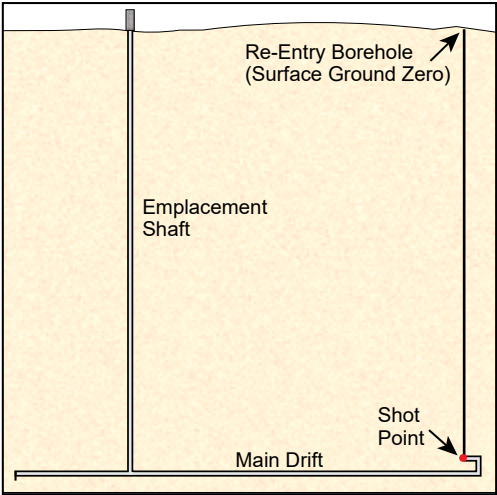 Re-Entry Borehole
(Surface Ground Zero)
Emplacement
Shaft
Shot
Point
Main Drift